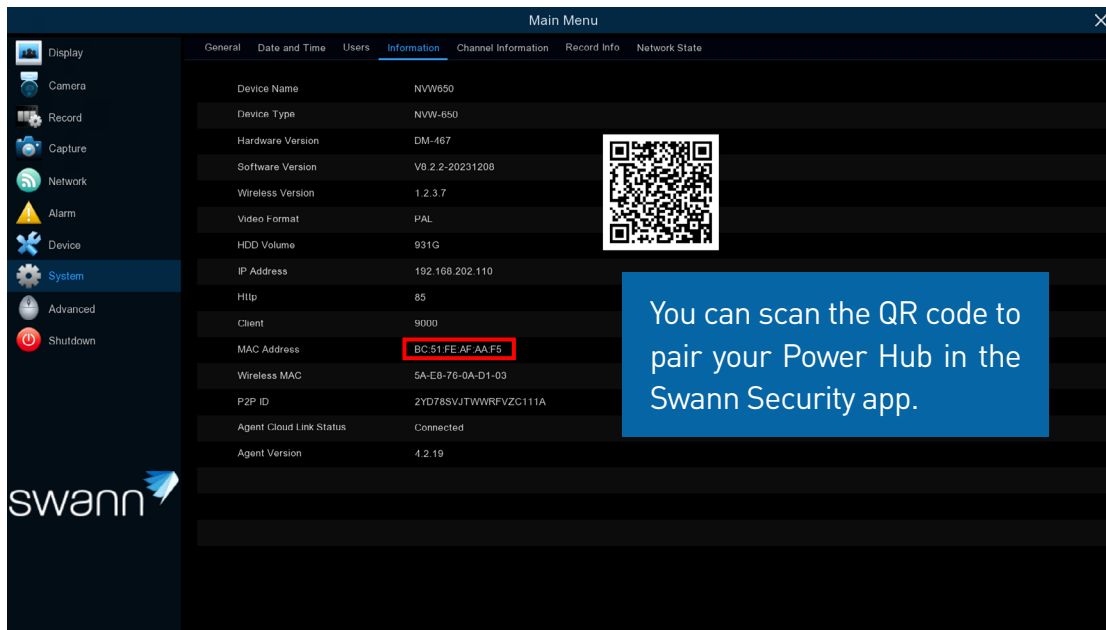 Main Menu
Display
Camera
Record
Capture
Network
Alarm
Device
System
Advanced
Shutdown
swann
General Date and Time Users Information Channel Information Record Info Network State
Device Name NVW650
Device Type NVW-650
Hardware Version DM-467
Software Version V8.2.2-20231208
Wireless Version 1.2.3.7
Video Format PAL
HDD Volume 931G
IP Address 192.168.202.110
Http 85
Client 9000
MAC Address BC:51:FE:AF:AA:F5
Wireless MAC 5A-E8-76-0A-D1-03
P2P ID 2YD78SVJTWWRFVZC111A
Agent Cloud Link Status Connected
Agent Version 4.2.19
You can scan the QR code to
pair your Power Hub in the
Swann Security app.